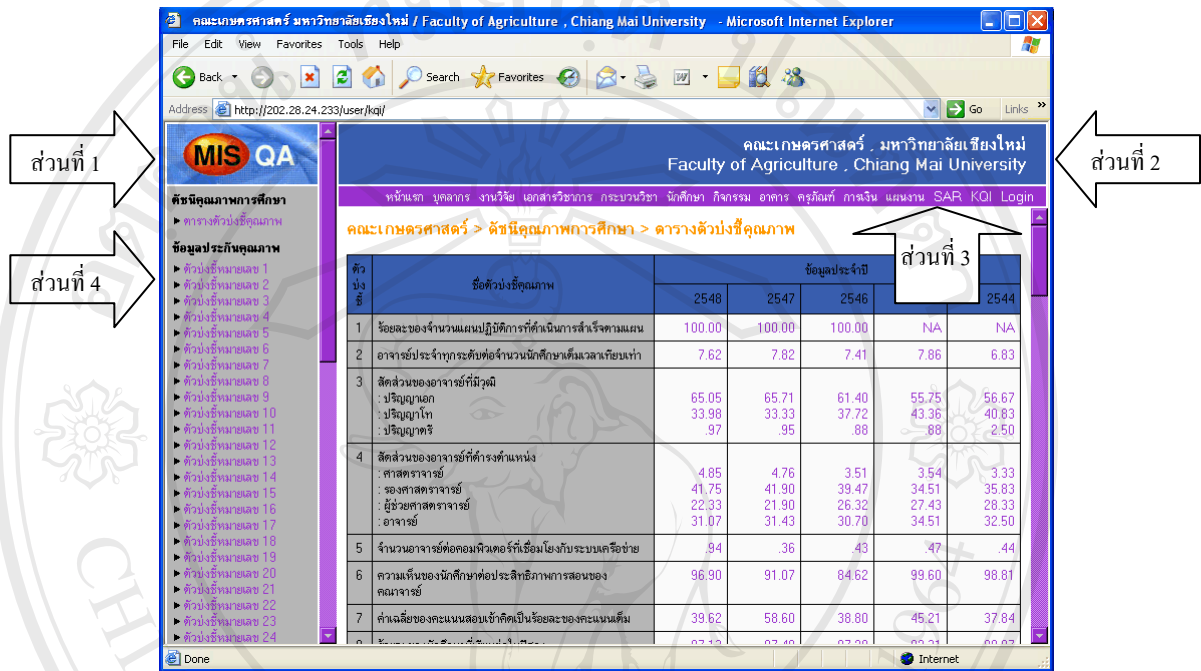 คณะเกษตรศาสตร์ มหาวิทยาลัยเชียงใหม่ / Faculty of Agriculture , Chiang Mai University - Microsoft Internet Explorer
File Edit View Favorites Tools Help
Back Search Favorites
Address http://202.28.24.233/user/kqi/ Go Links »
MIS QA
คณะเกษตรศาสตร์ , มหาวิทยาลัยเชียงใหม่
Faculty of Agriculture , Chiang Mai University
ส่วนที่ 1
ส่วนที่ 2
หน้าแรก บุคลากร งานวิจัย เอกสารวิชาการ กระบวนวิชา นักศึกษา กิจกรรม อาคาร ครุภัณฑ์ การเงิน แผนงาน SAR KQI Login
ส่วนที่ 3
ส่วนที่ 4
ดัชนีคุณภาพการศึกษา
ตารางตัวบ่งชี้คุณภาพ
ข้อมูลประกันคุณภาพ
ตัวบ่งชี้หมายเลข 1
ตัวบ่งชี้หมายเลข 2
ตัวบ่งชี้หมายเลข 3
ตัวบ่งชี้หมายเลข 4
ตัวบ่งชี้หมายเลข 5
ตัวบ่งชี้หมายเลข 6
ตัวบ่งชี้หมายเลข 7
ตัวบ่งชี้หมายเลข 8
ตัวบ่งชี้หมายเลข 9
ตัวบ่งชี้หมายเลข 10
ตัวบ่งชี้หมายเลข 11
ตัวบ่งชี้หมายเลข 12
ตัวบ่งชี้หมายเลข 13
ตัวบ่งชี้หมายเลข 14
ตัวบ่งชี้หมายเลข 15
ตัวบ่งชี้หมายเลข 16
ตัวบ่งชี้หมายเลข 17
ตัวบ่งชี้หมายเลข 18
ตัวบ่งชี้หมายเลข 19
ตัวบ่งชี้หมายเลข 20
ตัวบ่งชี้หมายเลข 21
ตัวบ่งชี้หมายเลข 22
ตัวบ่งชี้หมายเลข 23
ตัวบ่งชี้หมายเลข 24
คณะเกษตรศาสตร์ > ดัชนีคุณภาพการศึกษา > ตารางตัวบ่งชี้คุณภาพ
ตัวบ่งชี้ ชื่อตัวบ่งชี้คุณภาพ ข้อมูลประจำปี
2548 2547 2546 2544
1 ร้อยละของจำนวนแผนปฏิบัติการที่ดำเนินการสำเร็จตามแผน 100.00 100.00 100.00 NA NA
2 อาจารย์ประจำทุกระดับต่อจำนวนนักศึกษาเต็มเวลาเทียบเท่า 7.62 7.82 7.41 7.86 6.83
3 สัดส่วนของอาจารย์ที่มีวุฒิ
: ปริญญาเอก 65.05 65.71 61.40 55.75 56.67
: ปริญญาโท 33.98 33.33 37.72 43.36 40.83
: ปริญญาตรี .97 .95 .88 .88 2.50
4 สัดส่วนของอาจารย์ที่ดำรงตำแหน่ง
: ศาสตราจารย์ 4.85 4.76 3.51 3.54 3.33
: รองศาสตราจารย์ 41.75 41.90 39.47 34.51 35.83
: ผู้ช่วยศาสตราจารย์ 22.33 21.90 26.32 27.43 28.33
: อาจารย์ 31.07 31.43 30.70 34.51 32.50
5 จำนวนอาจารย์ต่อคอมพิวเตอร์ที่เชื่อมโยงกับระบบเครือข่าย .94 .36 .43 .47 .44
6 ความเห็นของนักศึกษาต่อประสิทธิภาพการสอนของ 96.90 91.07 84.62 99.60 98.81
คณาจารย์
7 ค่าเฉลี่ยของคะแนนสอบเข้าคิดเป็นร้อยละของคะแนนเต็ม 39.62 58.60 38.80 45.21 37.84
Done Internet